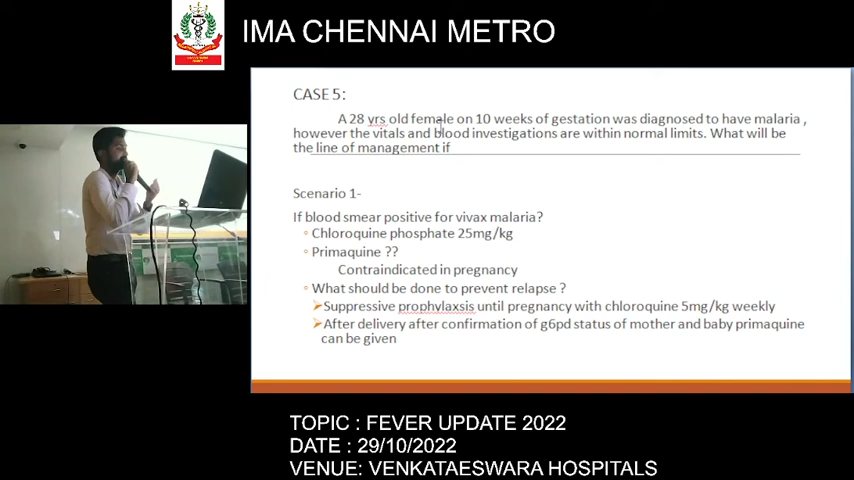 IMA CHENNAI METRO
CASE 5:
A 28 yrs old female on 10 weeks of gestation was diagnosed to have malaria ,
however the vitals and blood investigations are within normal limits. What will be
the line of management if
Scenario 1-
If blood smear positive for vivax malaria?
Chloroquine phosphate 25mg/kg
Primaquine ??
Contraindicated in pregnancy
What should be done to prevent relapse ?
Suppressive prophylaxsis until pregnancy with chloroquine 5mg/kg weekly
After delivery after confirmation of g6pd status of mother and baby primaquine
can be given
TOPIC : FEVER UPDATE 2022
DATE : 29/10/2022
VENUE: VENKATAESWARA HOSPITALS